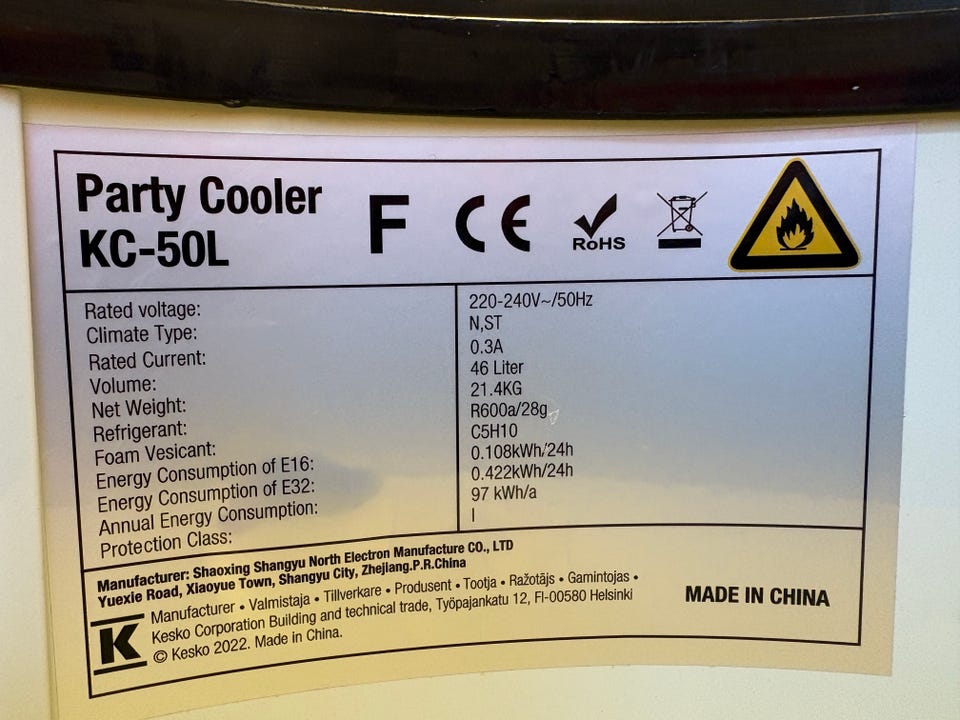 Party Cooler
KC-50L
F CE RoHS
Rated voltage: 220-240V~/50Hz
Climate Type: N,ST
Rated Current: 0.3A
Volume: 46 Liter
Net Weight: 21.4KG
Refrigerant: R600a/28g
Foam Vesicant: C5H10
Energy Consumption of E16: 0.108kWh/24h
Energy Consumption of E32: 0.422kWh/24h
Annual Energy Consumption: 97 kWh/a
Protection Class: I
Manufacturer: Shaoxing Shangyu North Electron Manufacture CO., LTD
Yuexie Road, Xiaoyue Town, Shangyu City, Zhejiang.P.R.China
K
Manufacturer • Valmistaja • Tillverkare • Produsent • Tootja • Ražotājs • Gamintojas •
Kesko Corporation Building and technical trade, Työpajankatu 12, FI-00580 Helsinki
© Kesko 2022. Made in China.
MADE IN CHINA